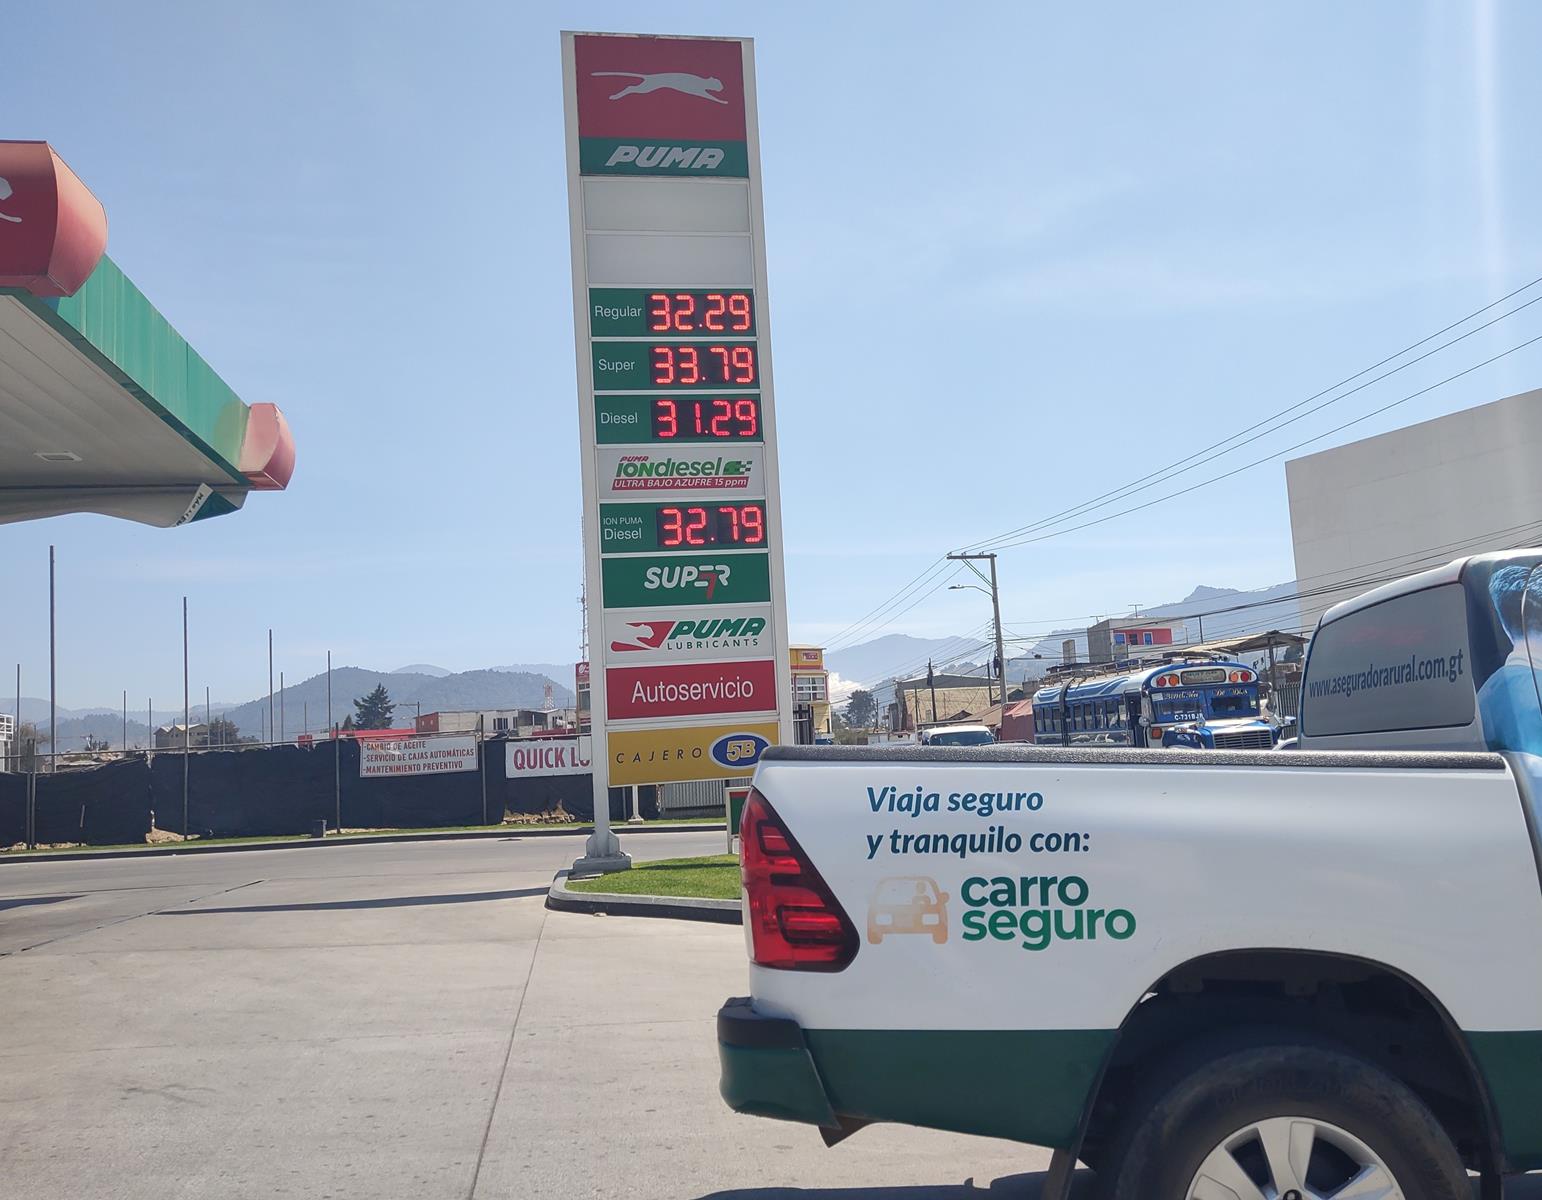 PUMA
Regular 32.29
Super 33.79
Diesel 31.29
PUMA
IONdiesel
ULTRA BAJO AZUFRE 15 ppm
ION PUMA
Diesel 32.79
SUPER
PUMA
LUBRICANTS
Autoservicio
CAJERO 5B
-CAMBIO DE ACEITE
-SERVICIO DE CAJAS AUTOMÁTICAS
-MANTENIMIENTO PREVENTIVO
QUICK LU
C-731BJR
www.aseguradorarural.com.gt
Viaja seguro
y tranquilo con:
carro
seguro